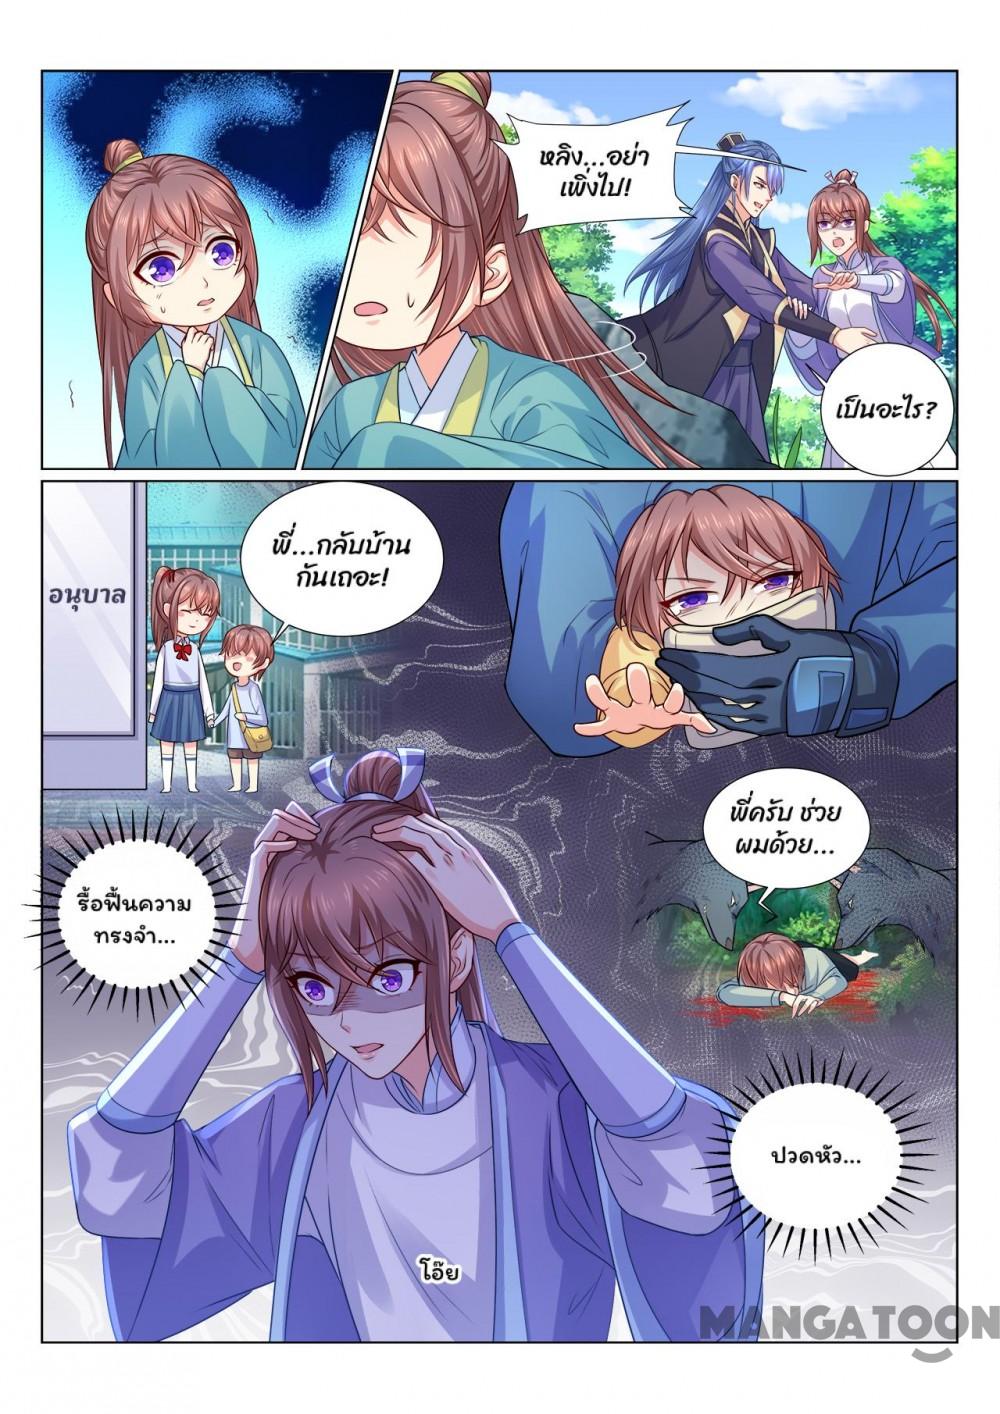 หลิง...อย่า
เพิ่งไป!
เป็นอะไร?
อนุบาล
พี่...กลับบ้าน
กันเถอะ!
พี่ครับ ช่วย
ผมด้วย...
รื้อฟื้นความ
ทรงจำ...
ปวดหัว...
โอ๊ย
MANGATOON